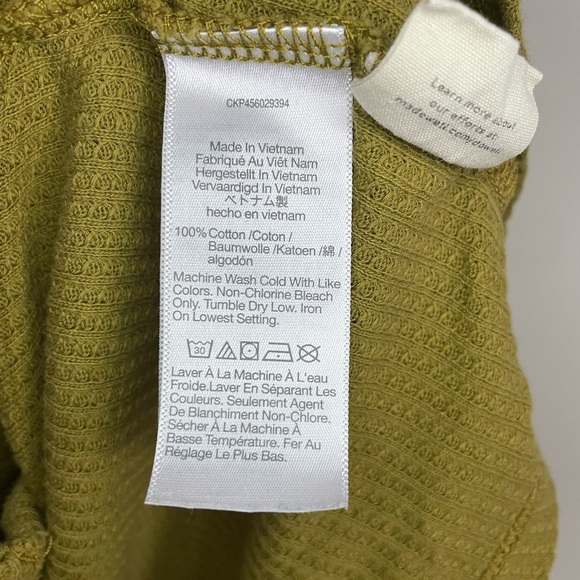 CKP456029394
Made In Vietnam
Fabriqué Au Viêt Nam
Hergestellt In Vietnam
Vervaardigd In Vietnam
ベトナム製
hecho en vietnam
100% Cotton /Coton /
Baumwolle /Katoen /綿 /
algodón
Machine Wash Cold With Like
Colors. Non-Chlorine Bleach
Only. Tumble Dry Low. Iron
On Lowest Setting.
30
Laver À La Machine À L'eau
Froide.Laver En Séparant Les
Couleurs. Seulement Agent
De Blanchiment Non-Chlore.
Sécher À La Machine À
Basse Température. Fer Au
Réglage Le Plus Bas.
Learn more about
our efforts at
madewell.com/dowell